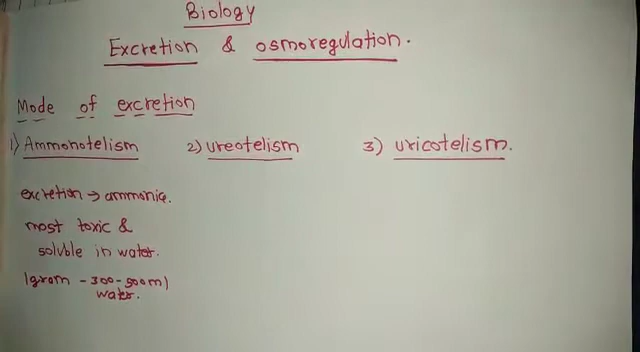 Biology
Excretion & osmoregulation.
Mode of excretion
1) Ammonotelism 2) ureotelism 3) uricotelism.
excretion → ammonia.
most toxic &
soluble in water.
1gram - 300-500ml
water.